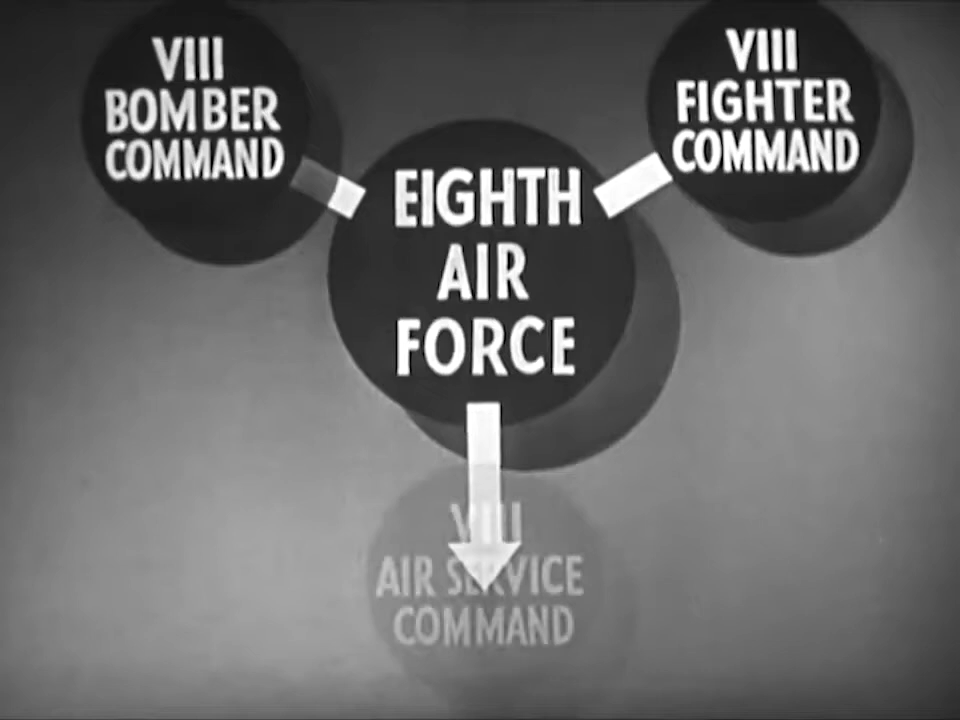 VIII
BOMBER
COMMAND
VIII
FIGHTER
COMMAND
EIGHTH
AIR
FORCE
VIII
AIR SERVICE
COMMAND